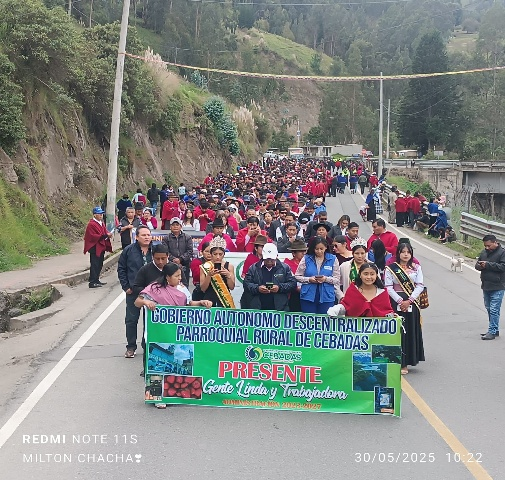 GOBIERNO AUTONOMO DESCENTRALIZADO
PARROQUIAL RURAL DE CEBADAS
CEBADAS
PRESENTE
Gente Linda y Trabajadora
REDMI NOTE 11S
MILTON CHACHA
30/05/2025 10:22